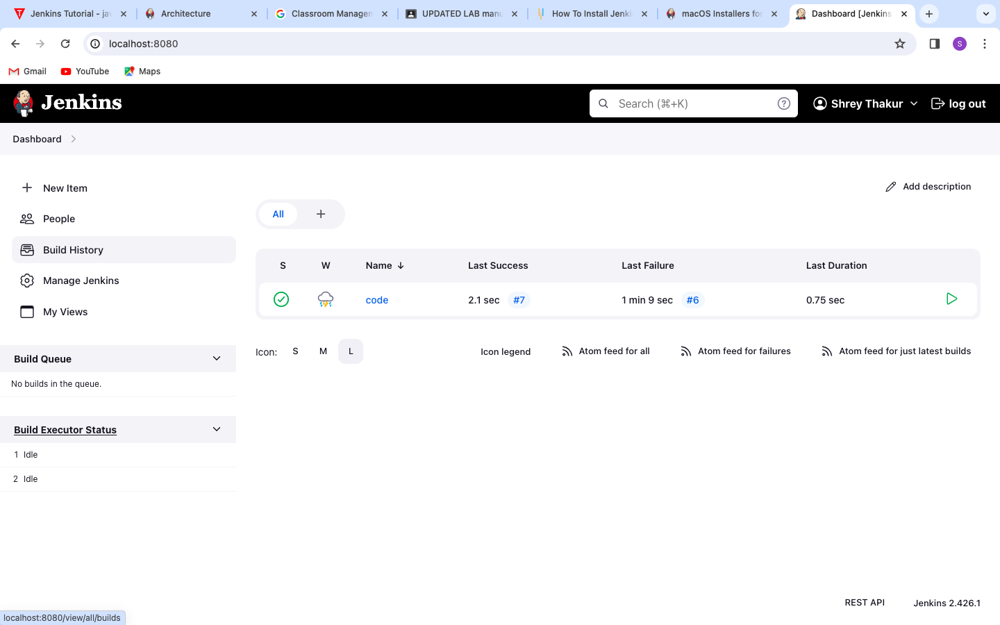 Jenkins Tutorial - jav
Architecture
Classroom Managen
UPDATED LAB manu
How To Install Jenki
macOS Installers for
Dashboard [Jenkins
localhost:8080
S
Gmail
YouTube
Maps
Jenkins
Search (⌘+K)
Shrey Thakur
log out
Dashboard
New Item
People
Build History
Manage Jenkins
My Views
Build Queue
No builds in the queue.
Build Executor Status
1 Idle
2 Idle
Add description
All
S W Name ↓ Last Success Last Failure Last Duration
code 2.1 sec #7 1 min 9 sec #6 0.75 sec
Icon: S M L
Icon legend
Atom feed for all
Atom feed for failures
Atom feed for just latest builds
REST API
Jenkins 2.426.1
localhost:8080/view/all/builds